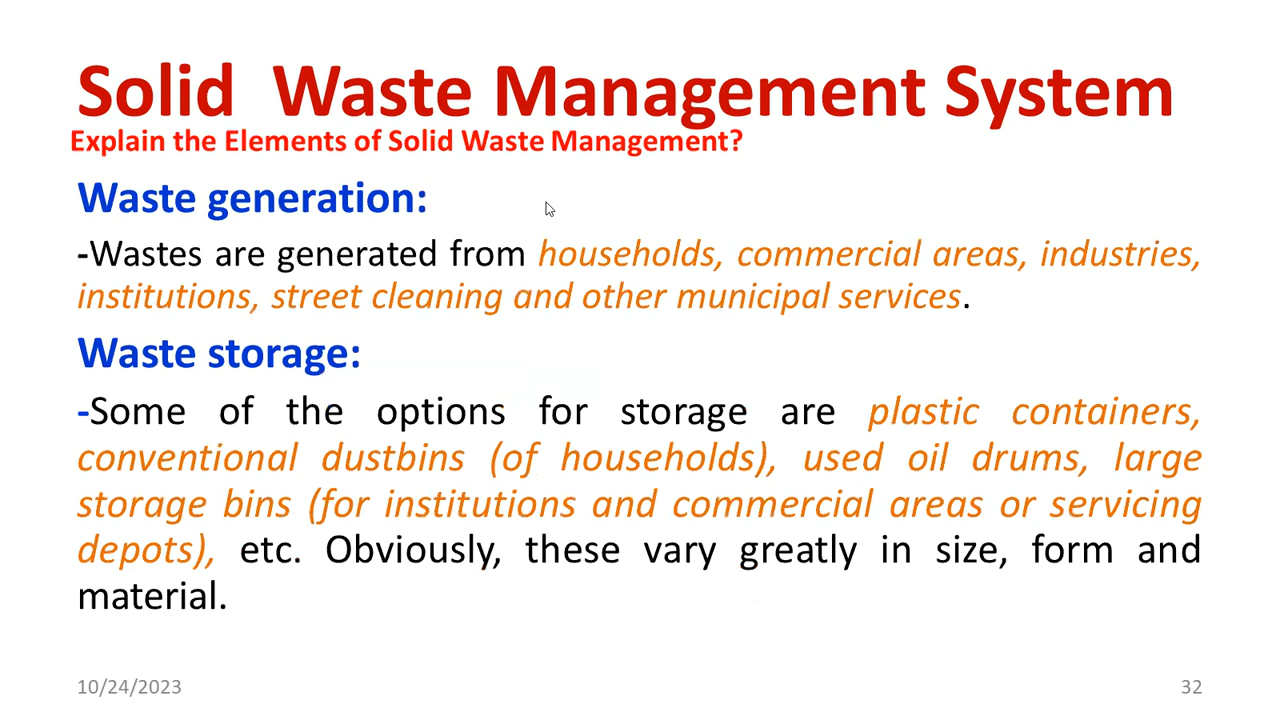 Solid Waste Management System
Explain the Elements of Solid Waste Management?
Waste generation:
-Wastes are generated from households, commercial areas, industries,
institutions, street cleaning and other municipal services.
Waste storage:
-Some of the options for storage are plastic containers,
conventional dustbins (of households), used oil drums, large
storage bins (for institutions and commercial areas or servicing
depots), etc. Obviously, these vary greatly in size, form and
material.
10/24/2023
32